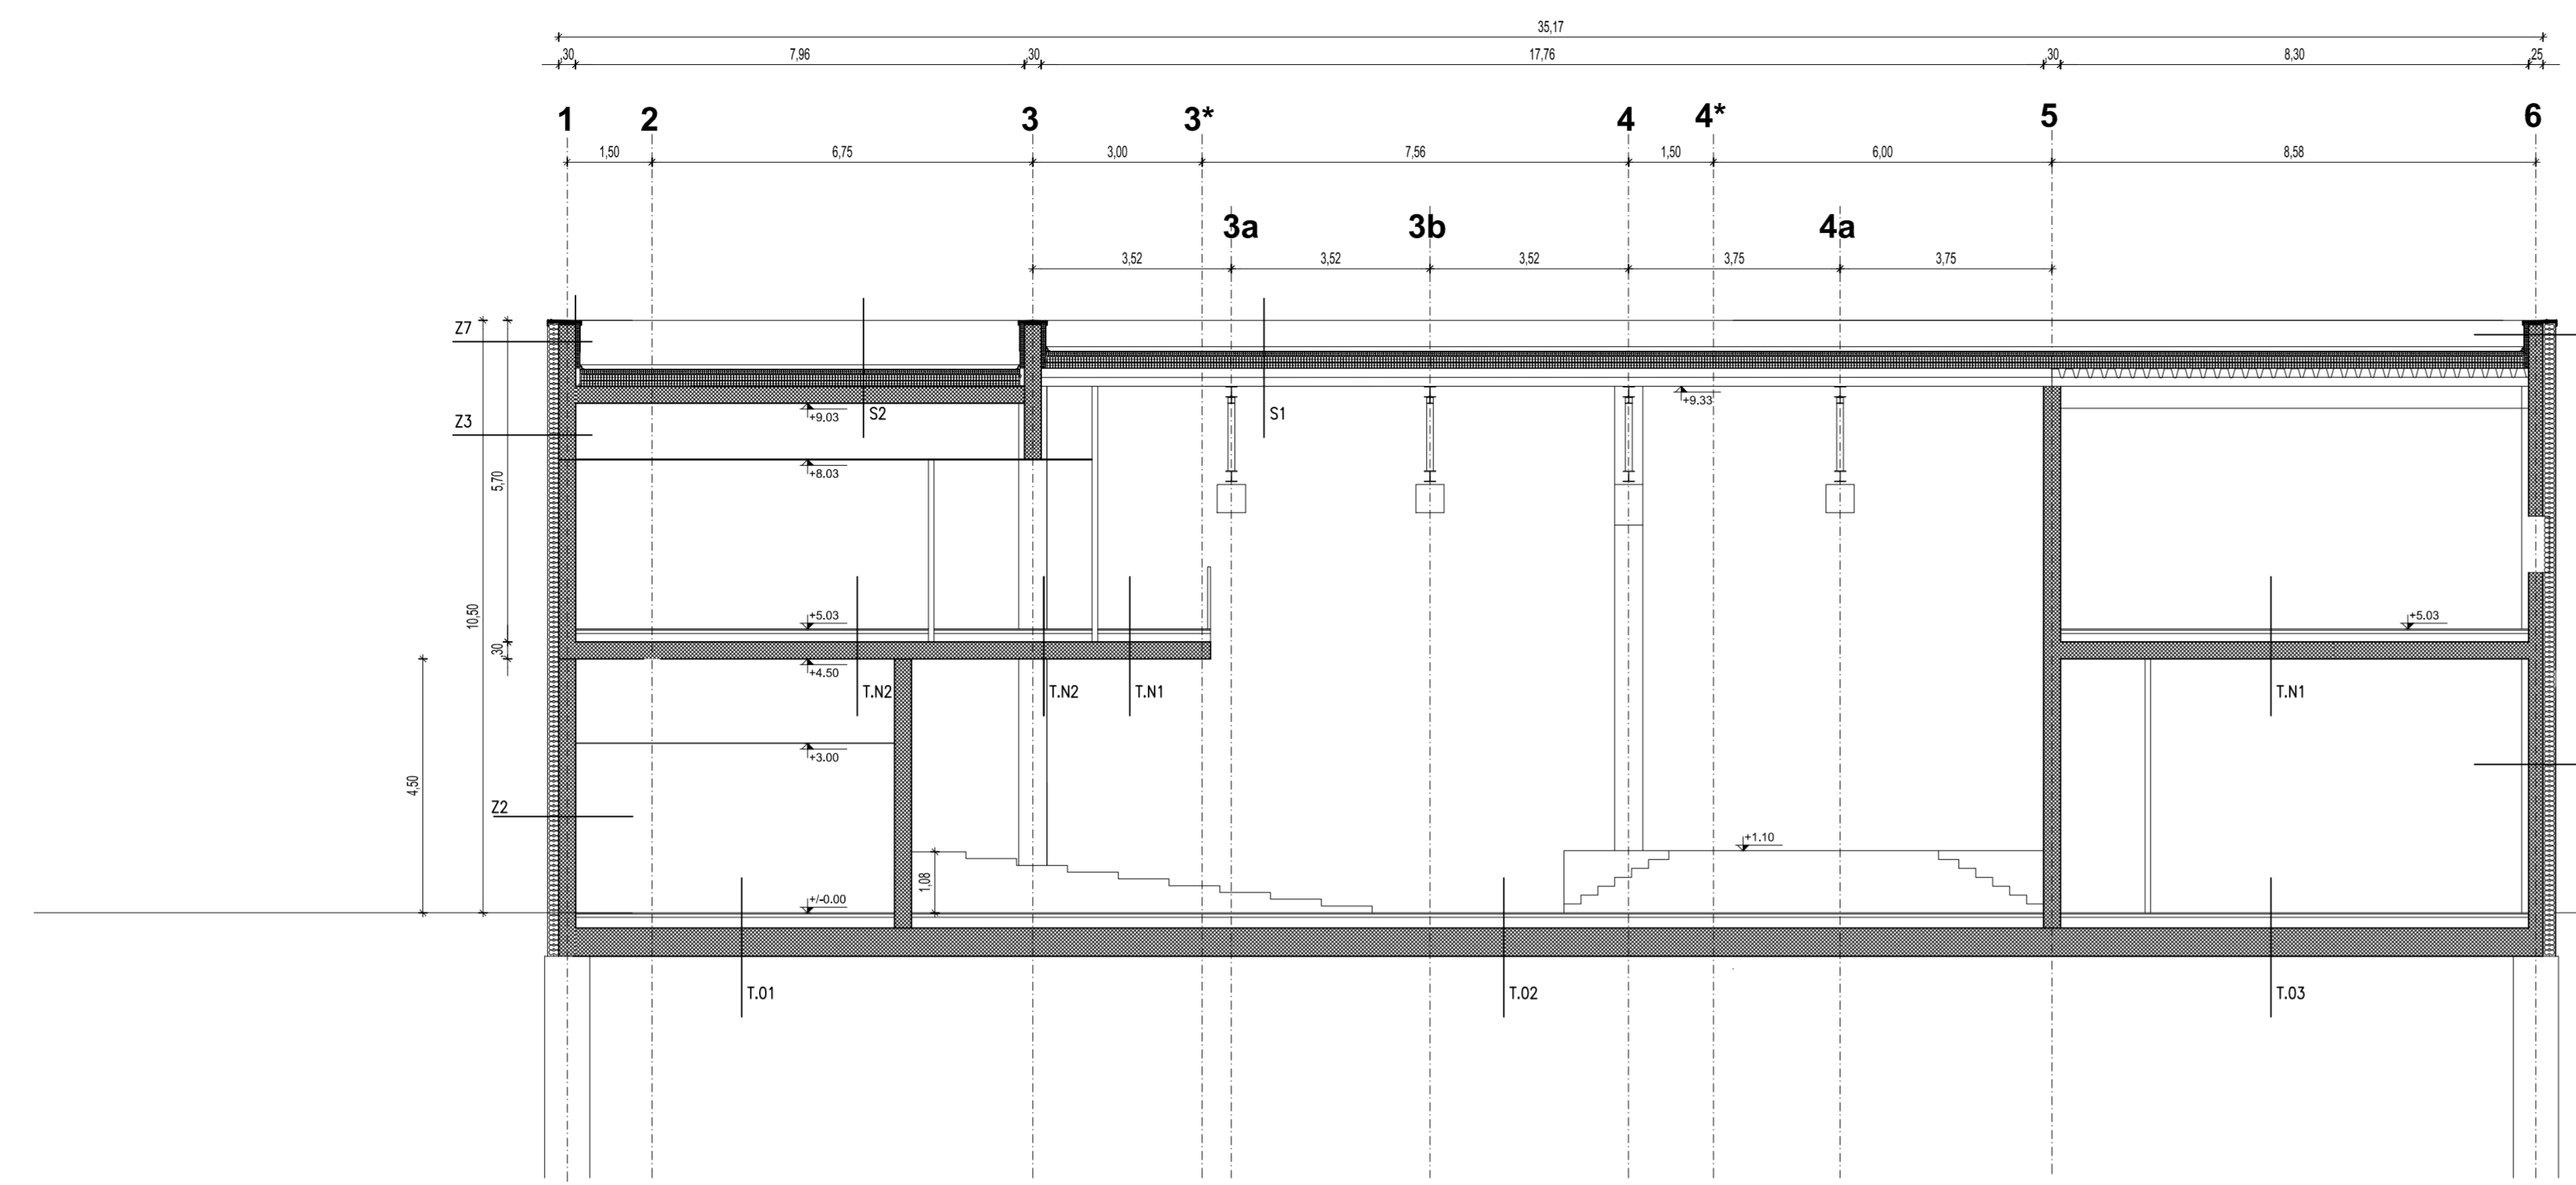 35,17
,30 7,96 ,30 17,76 ,30 8,30 ,25
1 2 3 3* 4 4* 5 6
1,50 6,75 3,00 7,56 1,50 6,00 8,58
3a 3b 4a
3,52 3,52 3,52 3,75 3,75
Z7
+9.33
S2 S1
+9.03
Z3
+8.03
5,70
10,50
+5.03 +5.03
,30
+4.50
T.N2 T.N2 T.N1 T.N1
+3.00
4,50
Z2
+1.10
1,08
+/-0.00
T.01 T.02 T.03